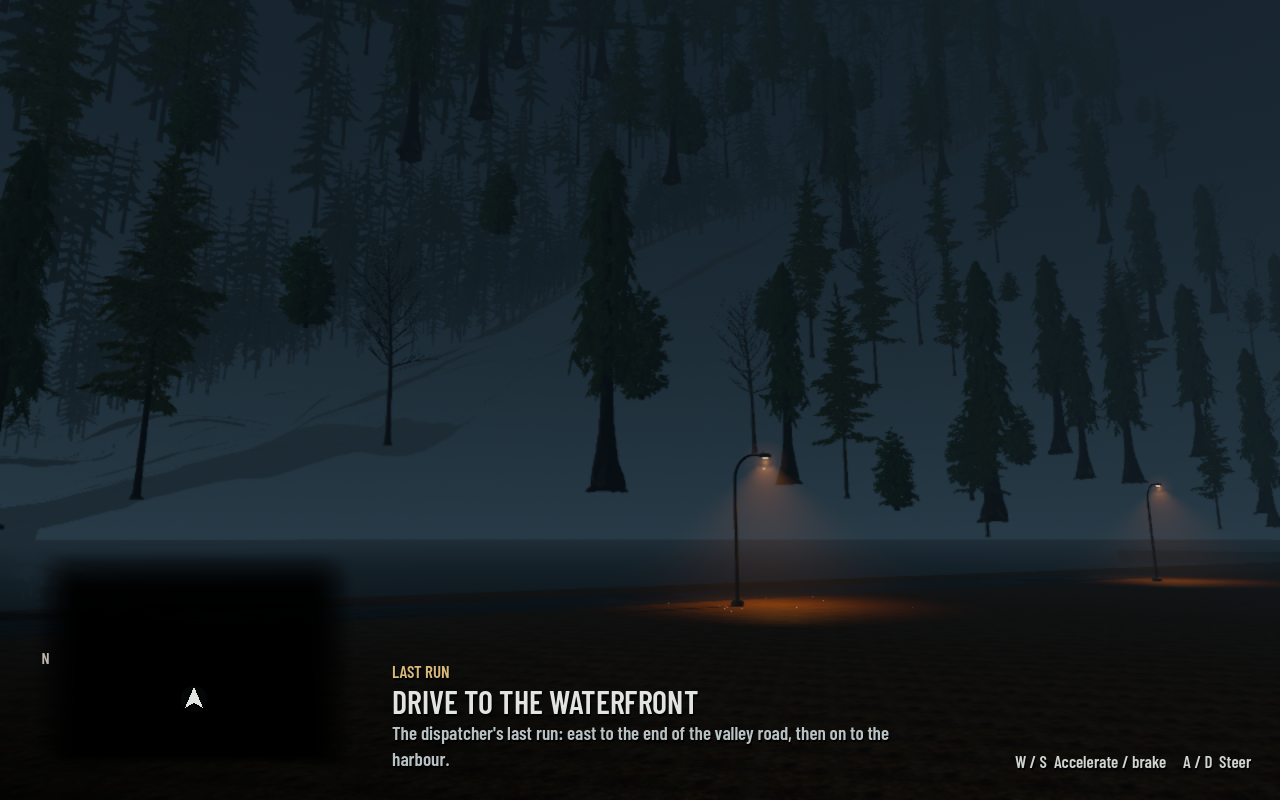 N
LAST RUN
DRIVE TO THE WATERFRONT
The dispatcher's last run: east to the end of the valley road, then on to the
harbour.
W / S Accelerate / brake A / D Steer